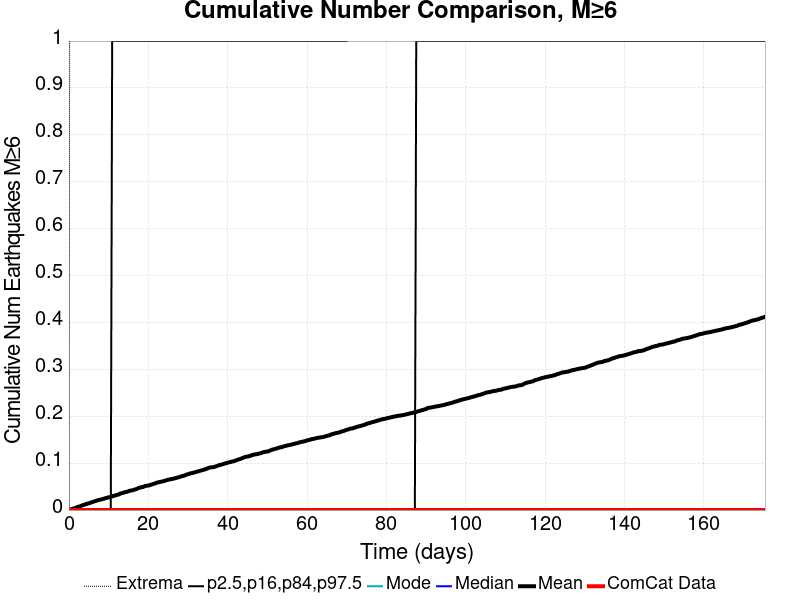 Cumulative Number Comparison, M≥6
Cumulative Num Earthquakes M≥6
1
0.9
0.8
0.7
0.6
0.5
0.4
0.3
0.2
0.1
0
0 20 40 60 80 100 120 140 160
Time (days)
Extrema p2.5,p16,p84,p97.5 Mode Median Mean ComCat Data